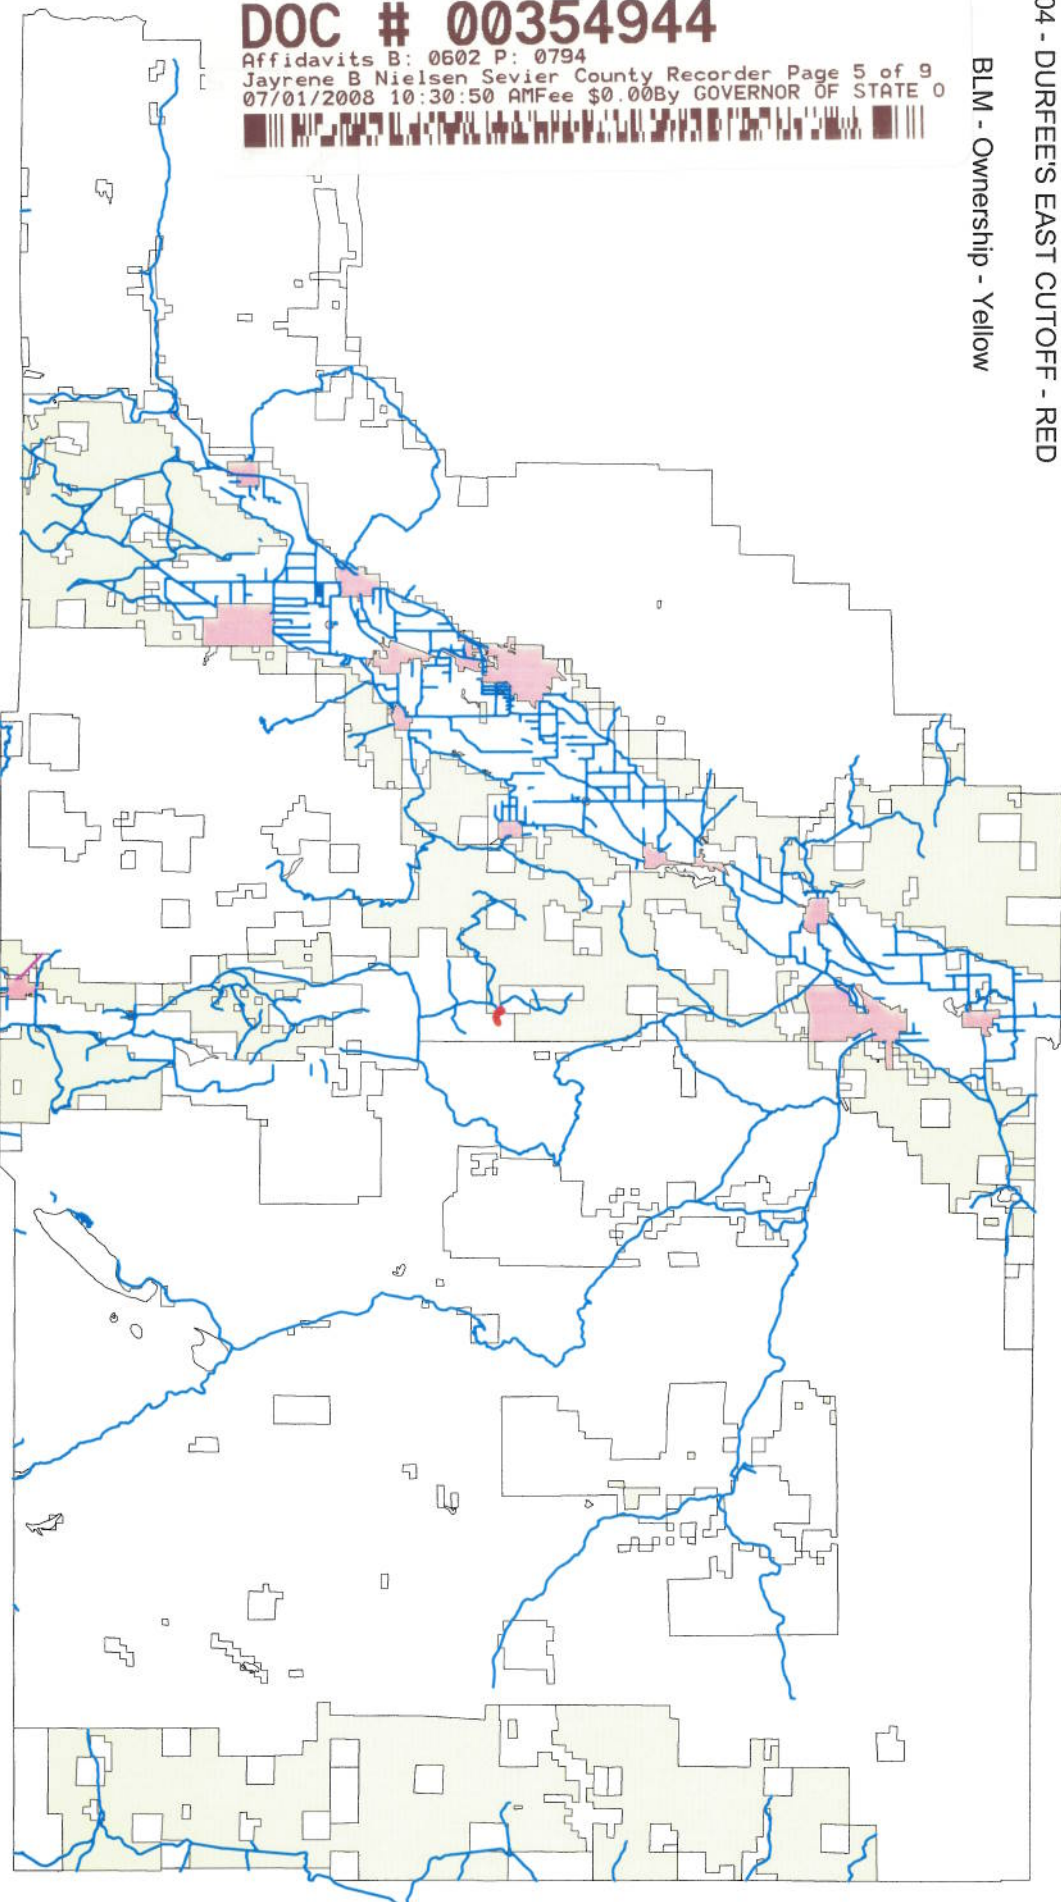 DOC # 00354944
Affidavits B: 0602 P: 0794
Jayrene B Nielsen Sevier County Recorder Page 5 of 9
07/01/2008 10:30:50 AMFee $0.00By GOVERNOR OF STATE O
04 - DURFEE'S EAST CUTOFF - RED
BLM - Ownership - Yellow